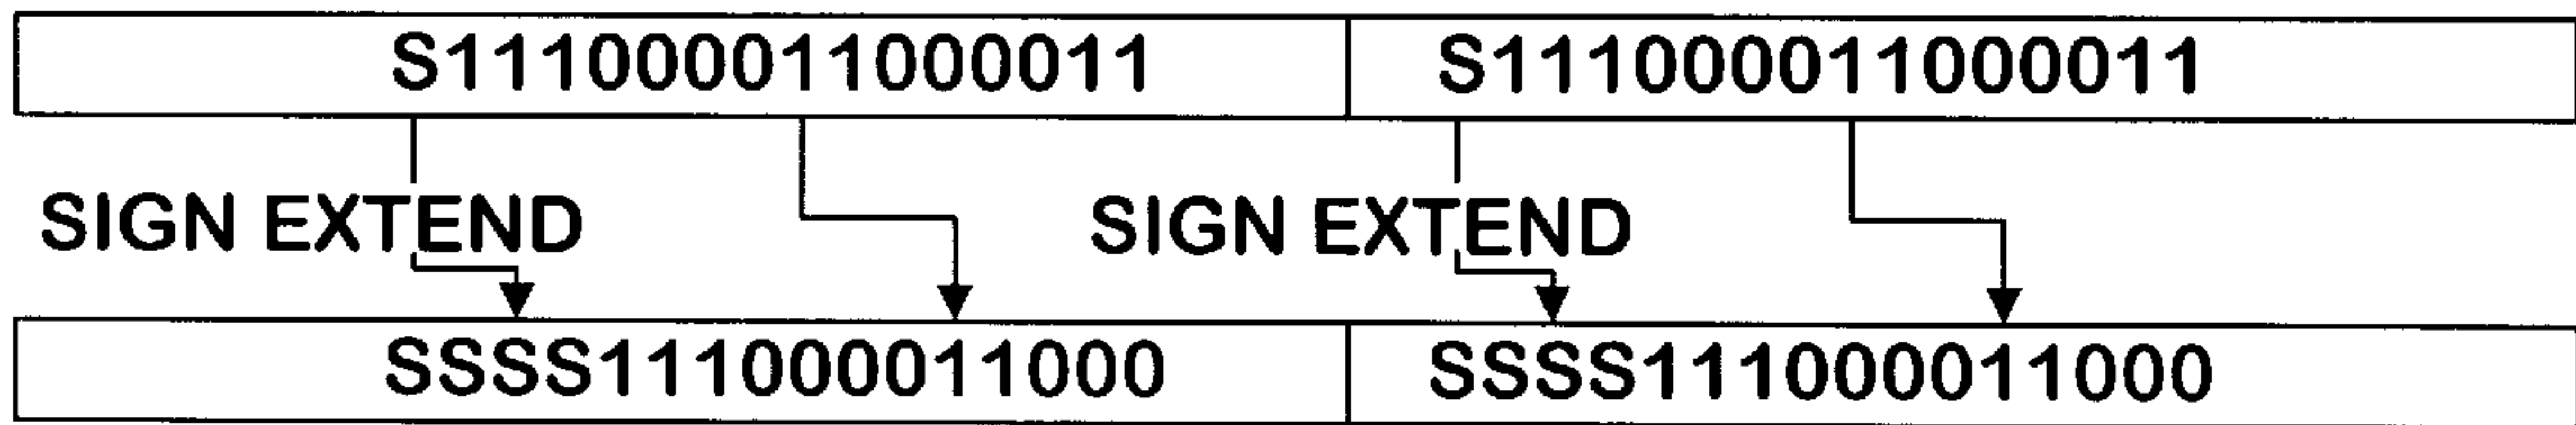 S111000011000011 S111000011000011
SIGN EXTEND SIGN EXTEND
SSSS111000011000 SSSS111000011000